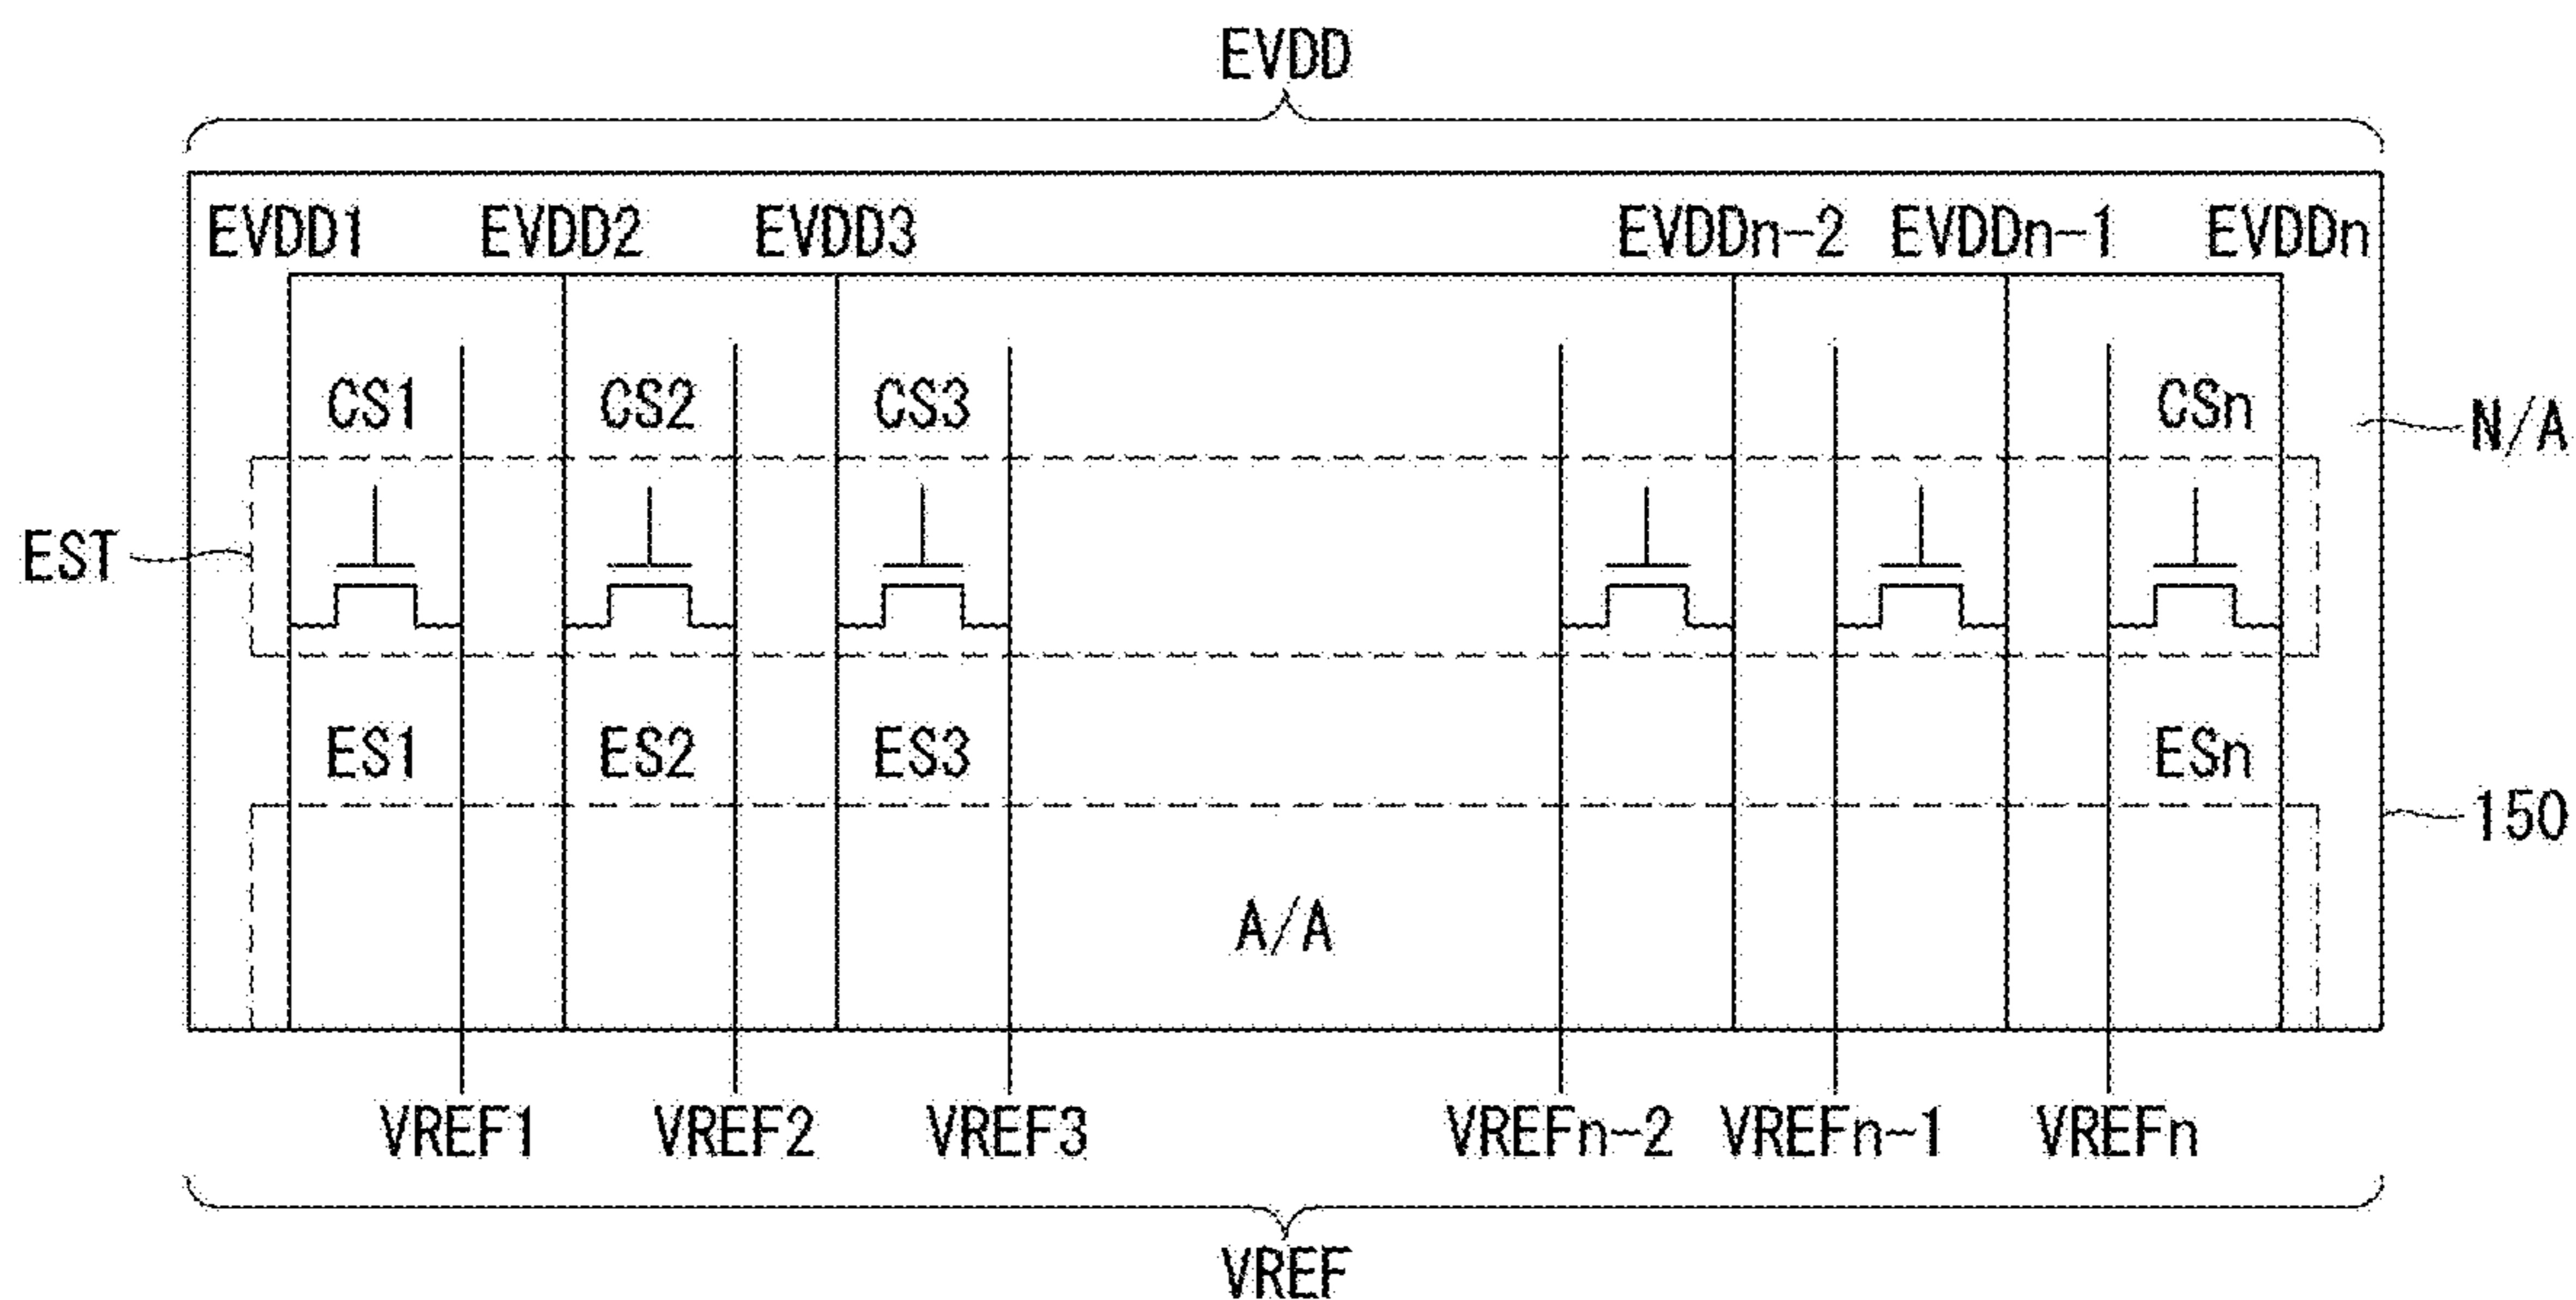 EVDD
EVDD1 EVDD2 EVDD3 EVDDn-2 EVDDn-1 EVDDn
CS1 CS2 CS3 CSn
N/A
EST
ES1 ES2 ES3 ESn
150
A/A
VREF1 VREF2 VREF3 VREFn-2 VREFn-1 VREFn
VREF